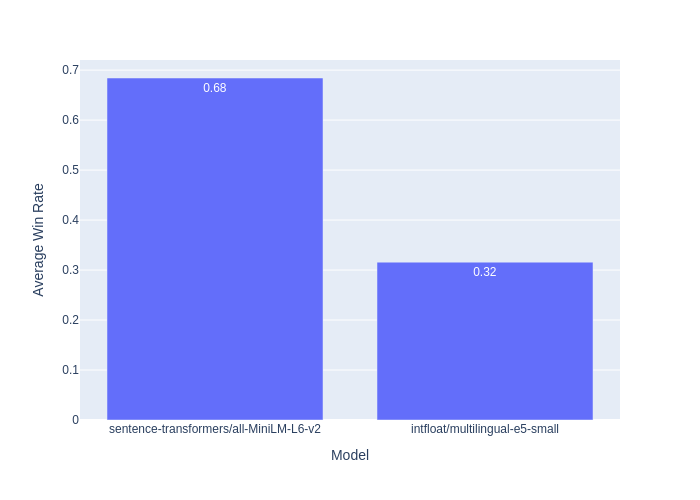 0.7
0.6
0.5
0.4
0.3
0.2
0.1
0
Average Win Rate
0.68
0.32
sentence-transformers/all-MiniLM-L6-v2
intfloat/multilingual-e5-small
Model